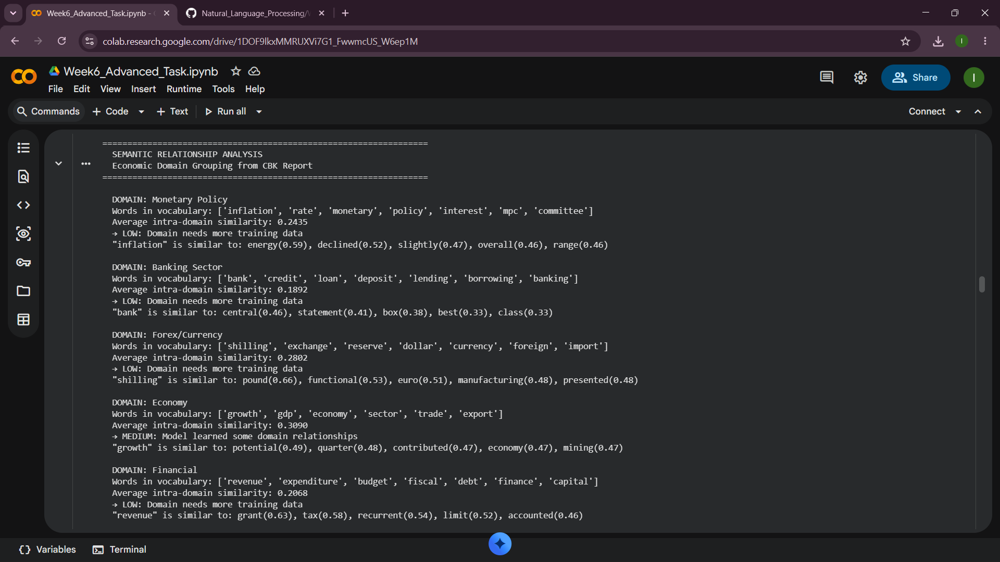 Week6_Advanced_Task.ipynb -
Natural_Language_Processing/
colab.research.google.com/drive/1DOF9lkxMMRUXVi7G1_FwwmcUS_W6ep1M
I
Week6_Advanced_Task.ipynb
File Edit View Insert Runtime Tools Help
Share
I
Commands + Code + Text Run all
Connect
=================================================================
SEMANTIC RELATIONSHIP ANALYSIS
Economic Domain Grouping from CBK Report
=================================================================
DOMAIN: Monetary Policy
Words in vocabulary: ['inflation', 'rate', 'monetary', 'policy', 'interest', 'mpc', 'committee']
Average intra-domain similarity: 0.2435
→ LOW: Domain needs more training data
"inflation" is similar to: energy(0.59), declined(0.52), slightly(0.47), overall(0.46), range(0.46)
DOMAIN: Banking Sector
Words in vocabulary: ['bank', 'credit', 'loan', 'deposit', 'lending', 'borrowing', 'banking']
Average intra-domain similarity: 0.1892
→ LOW: Domain needs more training data
"bank" is similar to: central(0.46), statement(0.41), box(0.38), best(0.33), class(0.33)
DOMAIN: Forex/Currency
Words in vocabulary: ['shilling', 'exchange', 'reserve', 'dollar', 'currency', 'foreign', 'import']
Average intra-domain similarity: 0.2802
→ LOW: Domain needs more training data
"shilling" is similar to: pound(0.66), functional(0.53), euro(0.51), manufacturing(0.48), presented(0.48)
DOMAIN: Economy
Words in vocabulary: ['growth', 'gdp', 'economy', 'sector', 'trade', 'export']
Average intra-domain similarity: 0.3090
→ MEDIUM: Model learned some domain relationships
"growth" is similar to: potential(0.49), quarter(0.48), contributed(0.47), economy(0.47), mining(0.47)
DOMAIN: Financial
Words in vocabulary: ['revenue', 'expenditure', 'budget', 'fiscal', 'debt', 'finance', 'capital']
Average intra-domain similarity: 0.2068
→ LOW: Domain needs more training data
"revenue" is similar to: grant(0.63), tax(0.58), recurrent(0.54), limit(0.52), accounted(0.46)
Variables Terminal